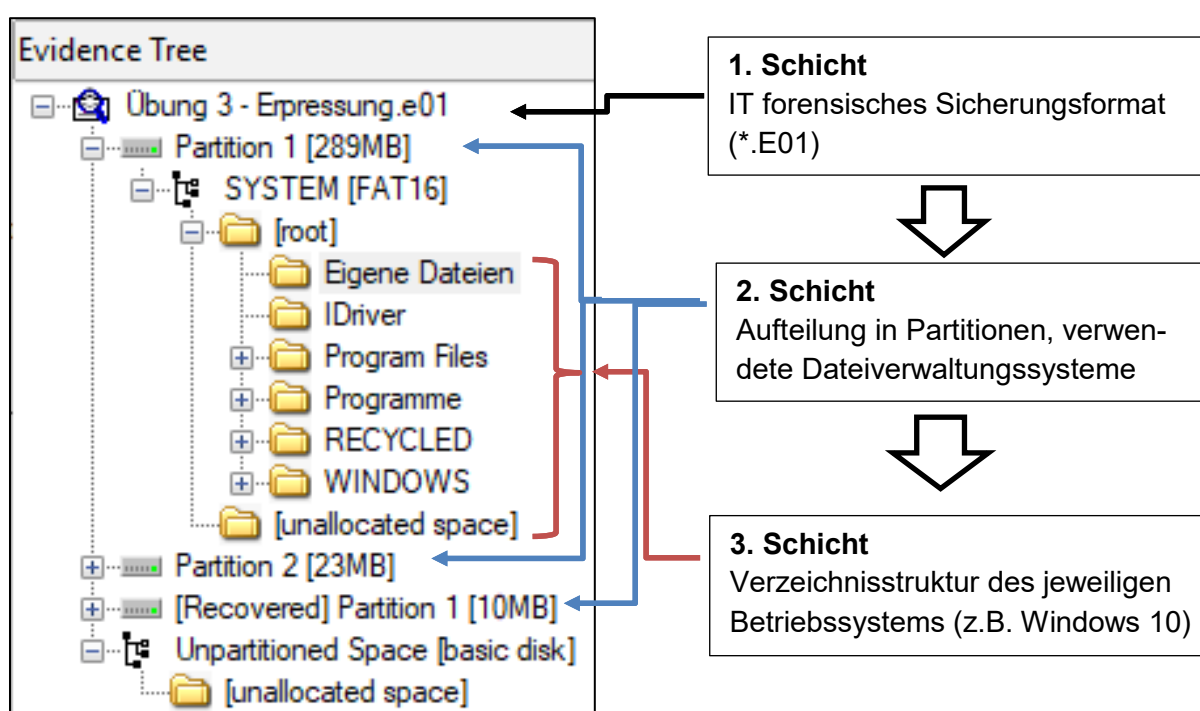 Evidence Tree
Übung 3 - Erpressung.e01
Partition 1 [289MB]
SYSTEM [FAT16]
[root]
Eigene Dateien
IDriver
Program Files
Programme
RECYCLED
WINDOWS
[unallocated space]
Partition 2 [23MB]
[Recovered] Partition 1 [10MB]
Unpartitioned Space [basic disk]
[unallocated space]
1. Schicht
IT forensisches Sicherungsformat
(*.E01)
2. Schicht
Aufteilung in Partitionen, verwen-
dete Dateiverwaltungssysteme
3. Schicht
Verzeichnisstruktur des jeweiligen
Betriebssystems (z.B. Windows 10)